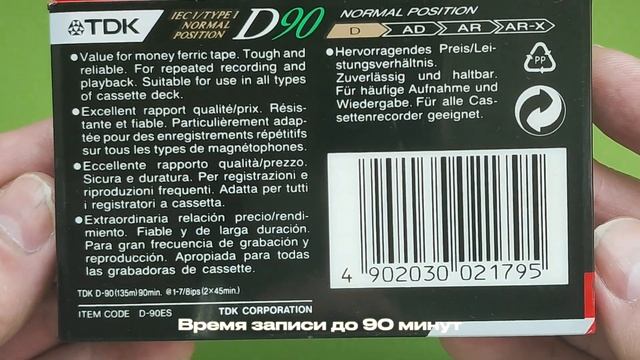 TDK
IEC I/TYPE I
NORMAL
POSITION
D90
NORMAL POSITION
D AD AR AR-X
• Value for money ferric tape. Tough and
reliable. For repeated recording and
playback. Suitable for use in all types
of cassette deck.
• Excellent rapport qualité/prix. Résis-
tante et fiable. Particulièrement adap-
tée pour des enregistrements répétitifs
sur tous les types de magnétophones.
• Eccellente rapporto qualità/prezzo.
Sicura e duratura. Per registrazioni e
riproduzioni frequenti. Adatta per tutti
i registratori a cassetta.
• Extraordinaria relación precio/rendi-
miento. Fiable y de larga duración.
Para gran frecuencia de grabación y
reproducción. Apropiada para todas
las grabadoras de cassette.
TDK D-90(135m)90min. @1-7/8ips (2×45min.)
ITEM CODE D-90ES TDK CORPORATION
• Hervorragendes Preis/Lei-
stungsverhältnis.
Zuverlässig und haltbar.
Für häufige Aufnahme und
Wiedergabe. Für alle Cas-
settenrecorder geeignet.
PP
4 902030 021795
Время записи до 90 минут